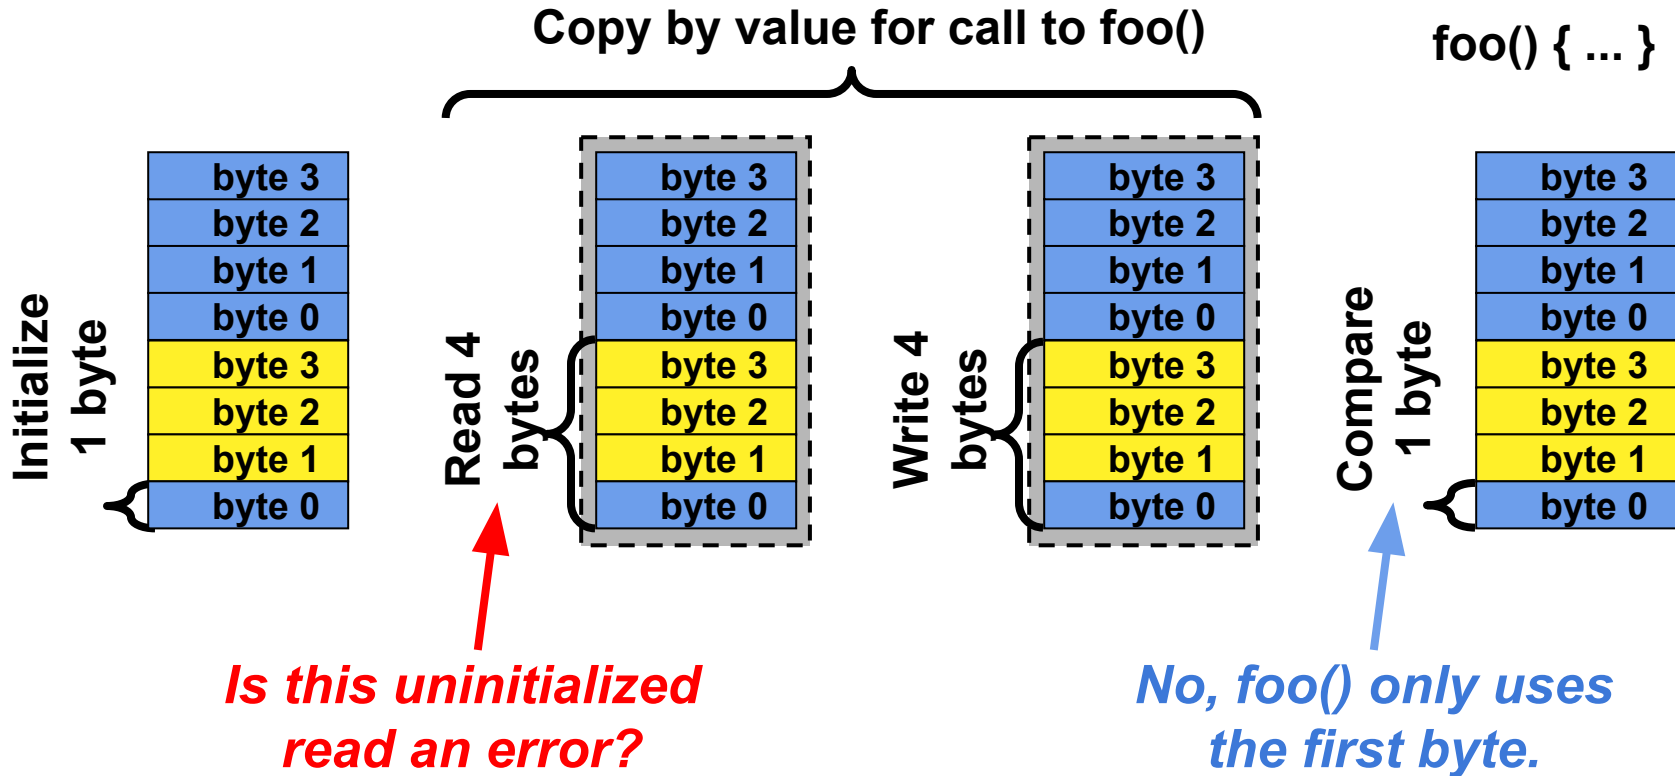 Copy by value for call to foo()
foo() { ... }
Initialize
1 byte
byte 3
byte 2
byte 1
byte 0
byte 3
byte 2
byte 1
byte 0
Read 4
bytes
byte 3
byte 2
byte 1
byte 0
byte 3
byte 2
byte 1
byte 0
Write 4
bytes
byte 3
byte 2
byte 1
byte 0
byte 3
byte 2
byte 1
byte 0
Compare
1 byte
byte 3
byte 2
byte 1
byte 0
byte 3
byte 2
byte 1
byte 0
Is this uninitialized
read an error?
No, foo() only uses
the first byte.